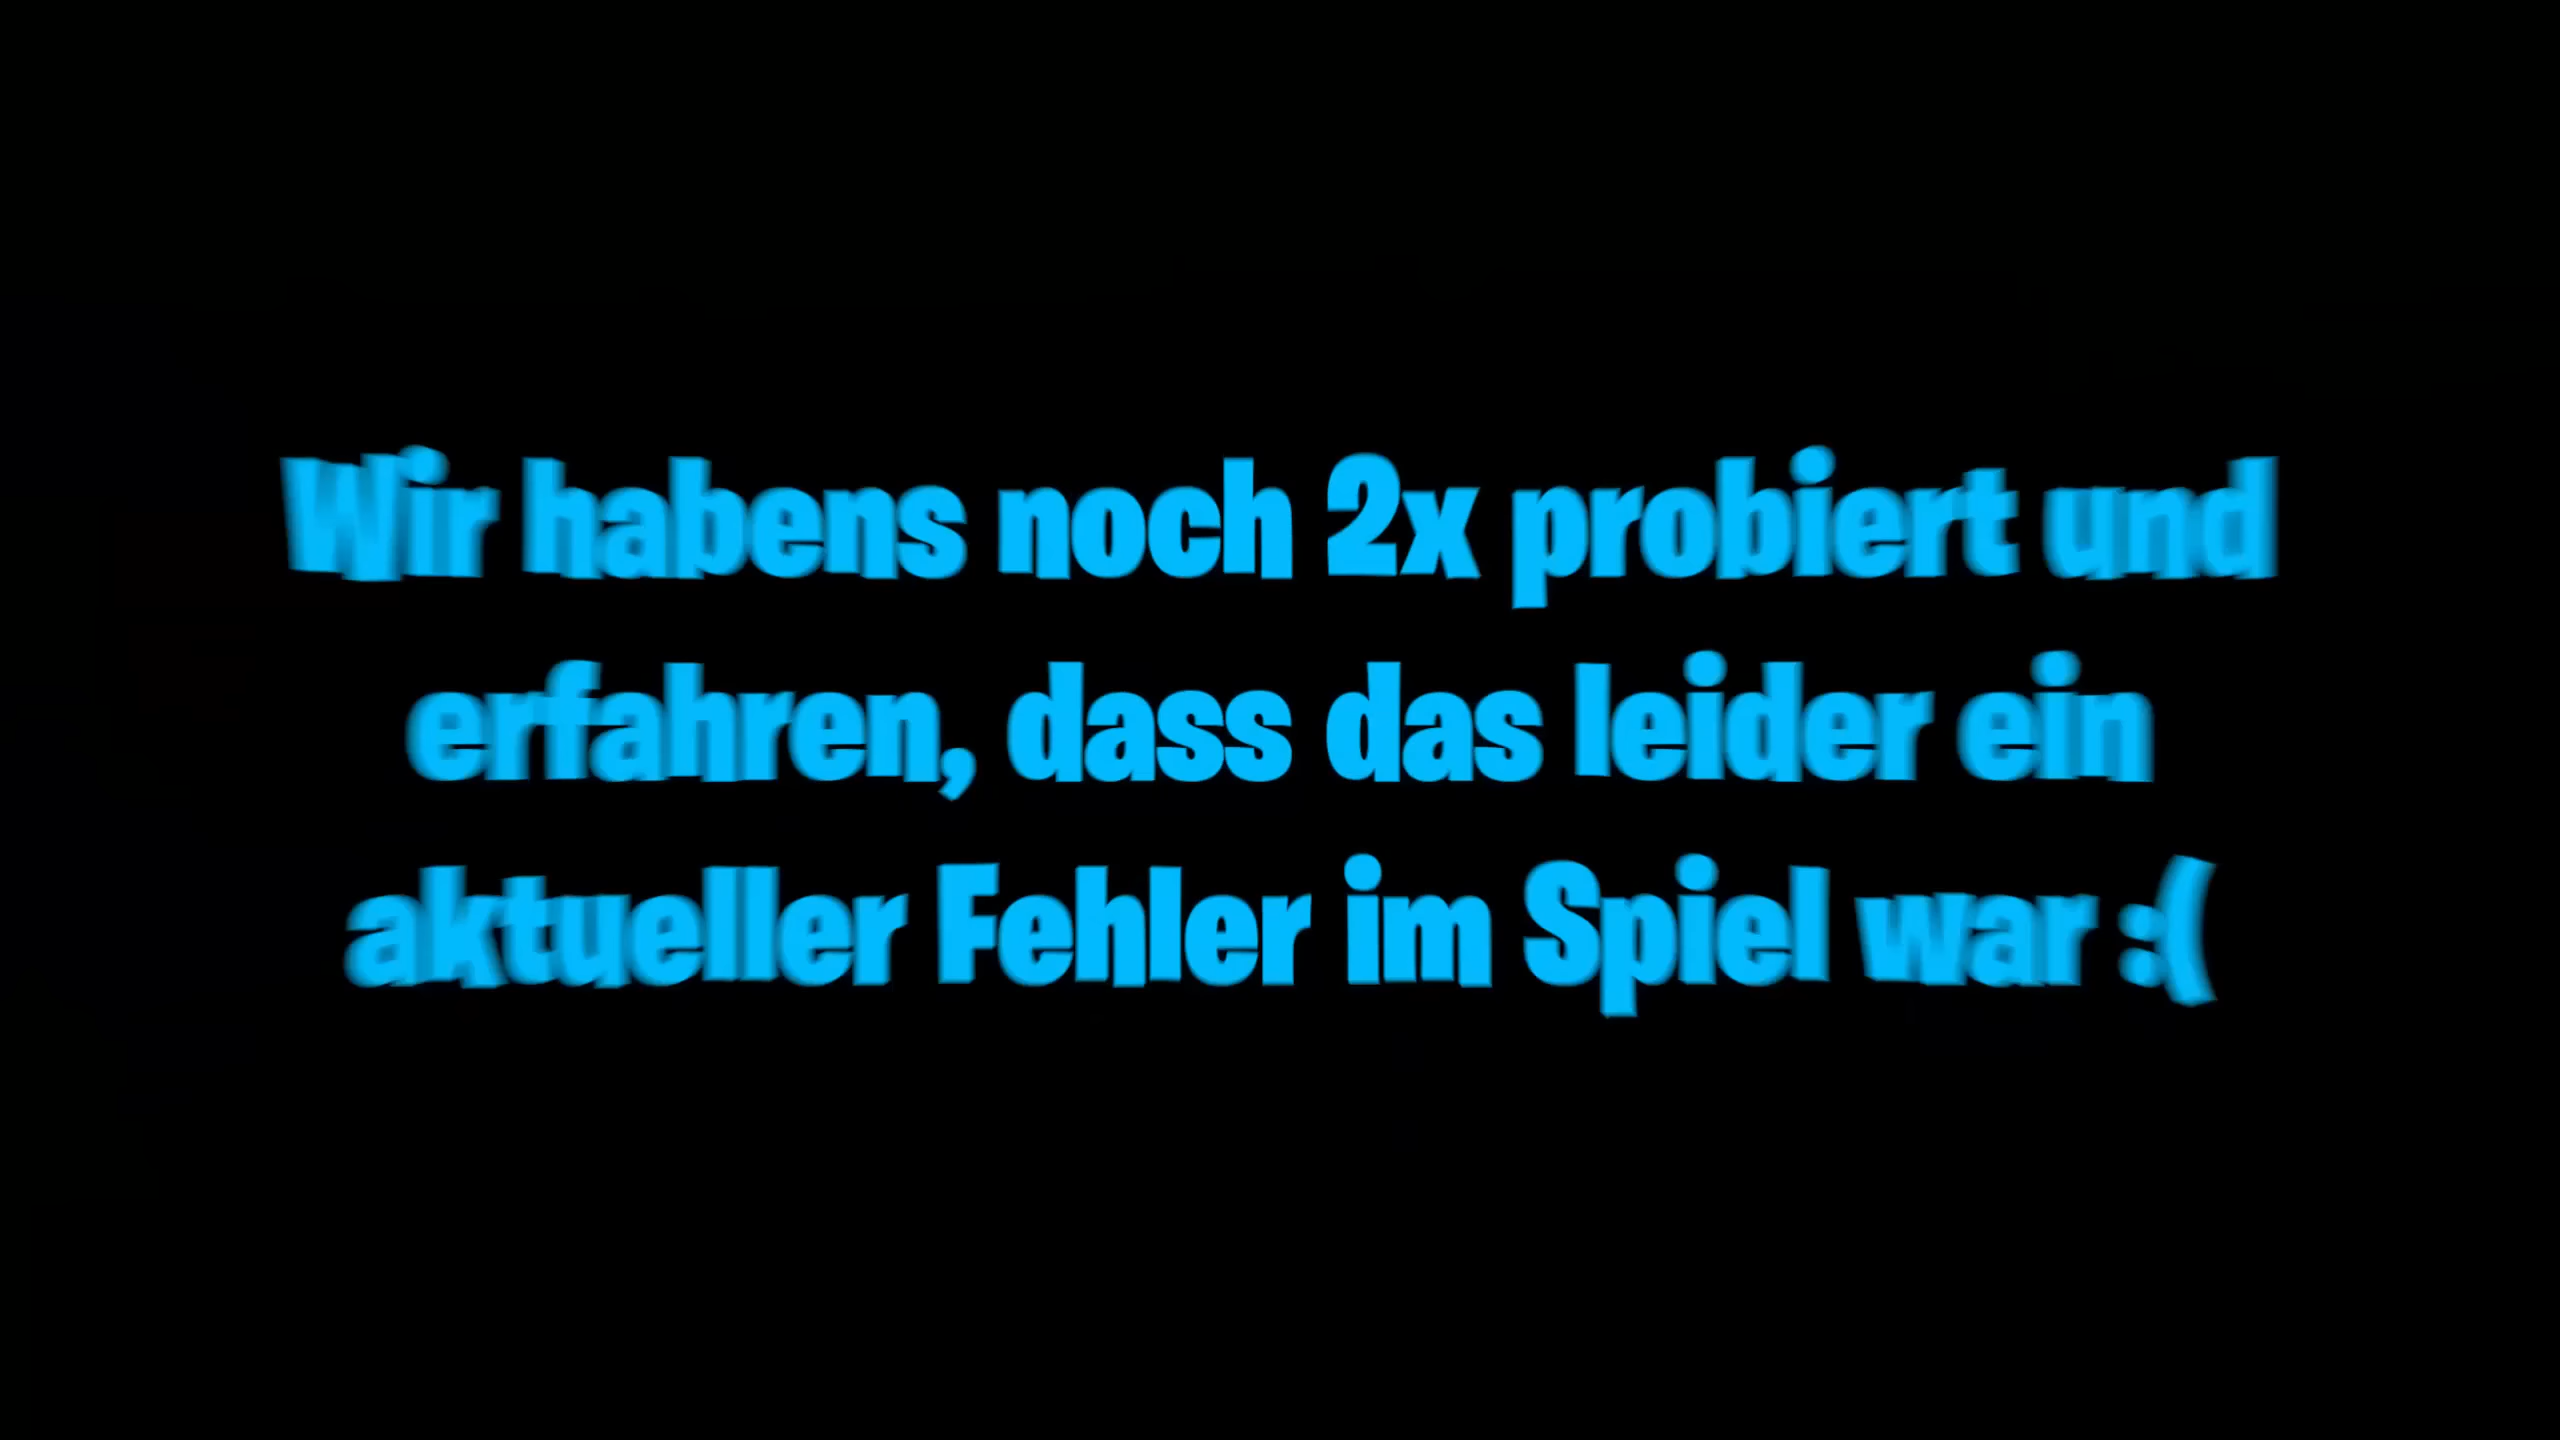 Wir habens noch 2x probiert und
erfahren, dass das leider ein
aktueller Fehler im Spiel war :(